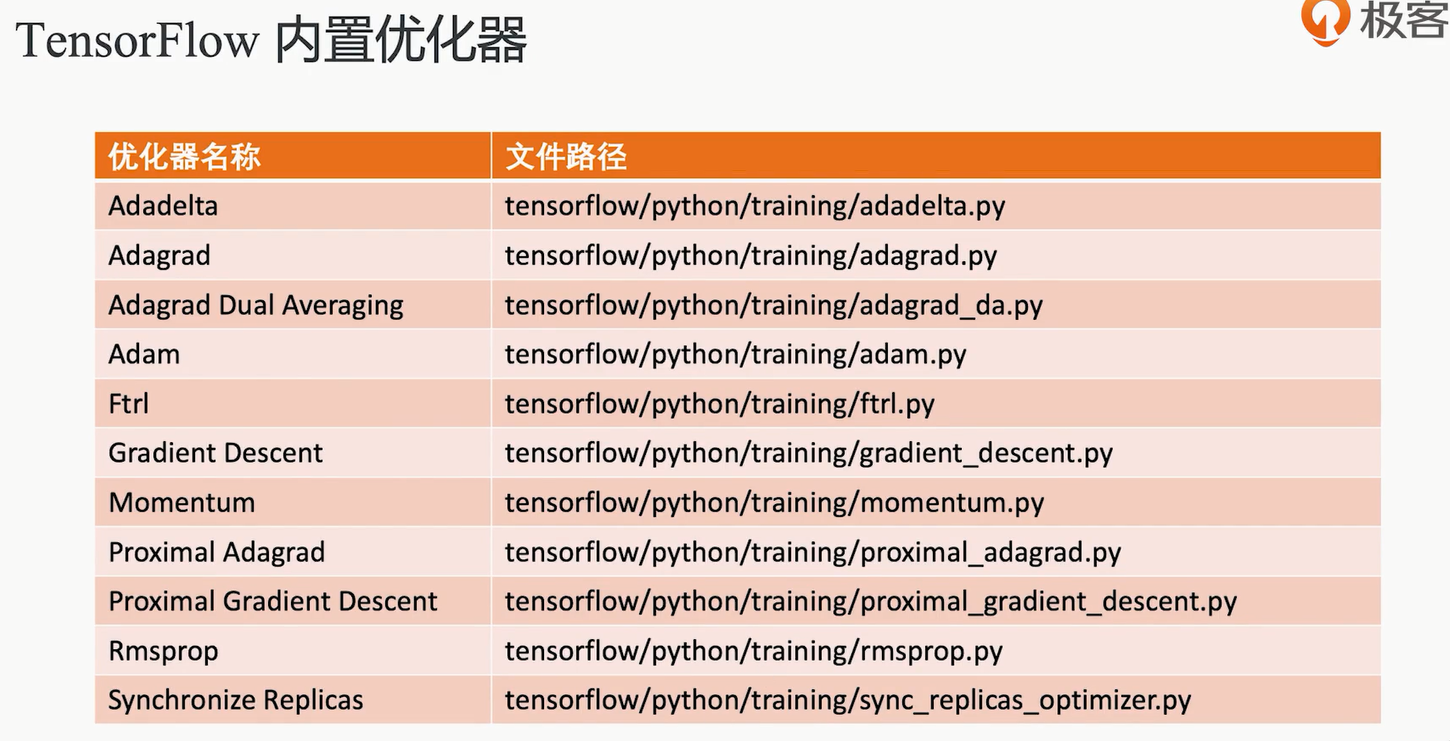 TensorFlow 内置优化器
极客
优化器名称 文件路径
Adadelta tensorflow/python/training/adadelta.py
Adagrad tensorflow/python/training/adagrad.py
Adagrad Dual Averaging tensorflow/python/training/adagrad_da.py
Adam tensorflow/python/training/adam.py
Ftrl tensorflow/python/training/ftrl.py
Gradient Descent tensorflow/python/training/gradient_descent.py
Momentum tensorflow/python/training/momentum.py
Proximal Adagrad tensorflow/python/training/proximal_adagrad.py
Proximal Gradient Descent tensorflow/python/training/proximal_gradient_descent.py
Rmsprop tensorflow/python/training/rmsprop.py
Synchronize Replicas tensorflow/python/training/sync_replicas_optimizer.py